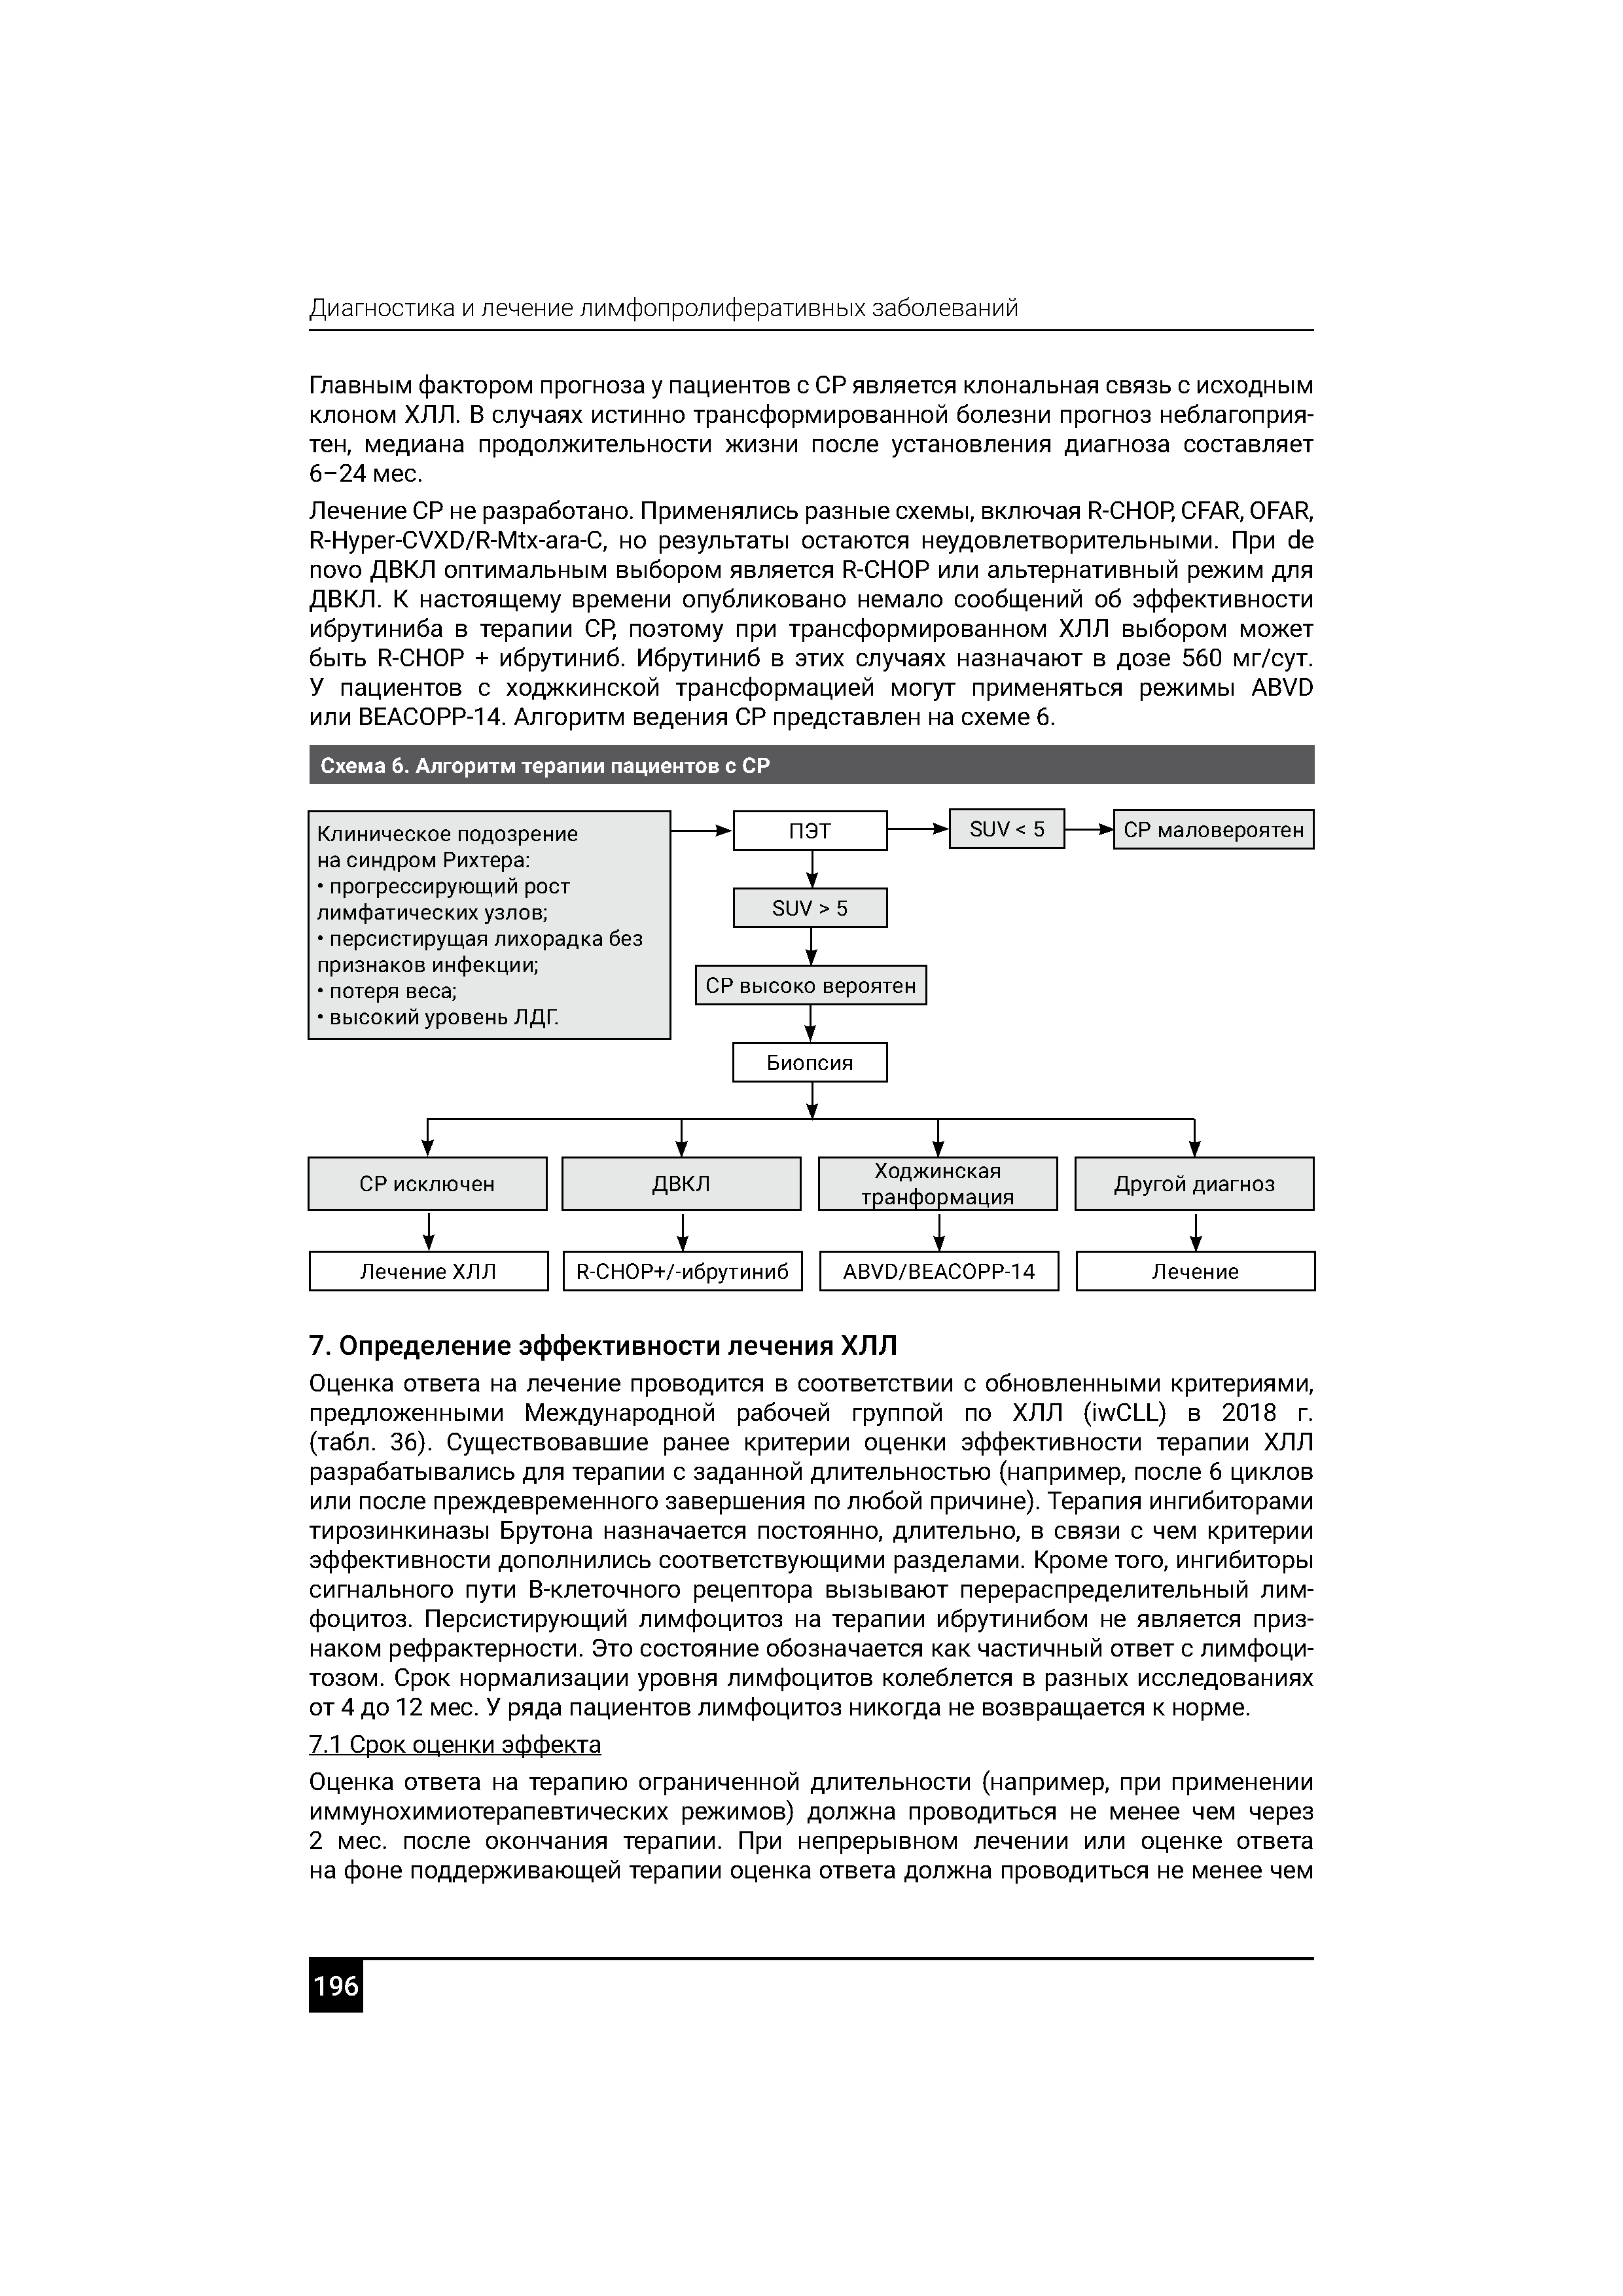 Диагностика и лечение лимфопролиферативных заболеваний
Главным фактором прогноза у пациентов с СР является клональная связь с исходным
клоном ХЛЛ. В случаях истинно трансформированной болезни прогноз неблагоприя-
тен, медиана продолжительности жизни после установления диагноза составляет
6–24 мес.
Лечение СР не разработано. Применялись разные схемы, включая R-CHOP, CFAR, OFAR,
R-Hyper-CVXD/R-Mtx-ara-C, но результаты остаются неудовлетворительными. При de
novo ДВКЛ оптимальным выбором является R-CHOP или альтернативный режим для
ДВКЛ. К настоящему времени опубликовано немало сообщений об эффективности
ибрутиниба в терапии СР, поэтому при трансформированном ХЛЛ выбором может
быть R-CHOP + ибрутиниб. Ибрутиниб в этих случаях назначают в дозе 560 мг/сут.
У пациентов с ходжкинской трансформацией могут применяться режимы ABVD
или BEACOPP-14. Алгоритм ведения СР представлен на схеме 6.
Схема 6. Алгоритм терапии пациентов с СР
Клиническое подозрение
на синдром Рихтера:
• прогрессирующий рост
лимфатических узлов;
• персистирущая лихорадка без
признаков инфекции;
• потеря веса;
• высокий уровень ЛДГ.
ПЭТ
SUV < 5
СР маловероятен
SUV > 5
СР высоко вероятен
Биопсия
СР исключен
ДВКЛ
Ходжинская
транформация
Другой диагноз
Лечение ХЛЛ
R-CHOP+/-ибрутиниб
ABVD/BEACOPP-14
Лечение
7. Определение эффективности лечения ХЛЛ
Оценка ответа на лечение проводится в соответствии с обновленными критериями,
предложенными Международной рабочей группой по ХЛЛ (iwCLL) в 2018 г.
(табл. 36). Существовавшие ранее критерии оценки эффективности терапии ХЛЛ
разрабатывались для терапии с заданной длительностью (например, после 6 циклов
или после преждевременного завершения по любой причине). Терапия ингибиторами
тирозинкиназы Брутона назначается постоянно, длительно, в связи с чем критерии
эффективности дополнились соответствующими разделами. Кроме того, ингибиторы
сигнального пути В-клеточного рецептора вызывают перераспределительный лим-
фоцитоз. Персистирующий лимфоцитоз на терапии ибрутинибом не является приз-
наком рефрактерности. Это состояние обозначается как частичный ответ с лимфоци-
тозом. Срок нормализации уровня лимфоцитов колеблется в разных исследованиях
от 4 до 12 мес. У ряда пациентов лимфоцитоз никогда не возвращается к норме.
7.1 Срок оценки эффекта
Оценка ответа на терапию ограниченной длительности (например, при применении
иммунохимиотерапевтических режимов) должна проводиться не менее чем через
2 мес. после окончания терапии. При непрерывном лечении или оценке ответа
на фоне поддерживающей терапии оценка ответа должна проводиться не менее чем
196